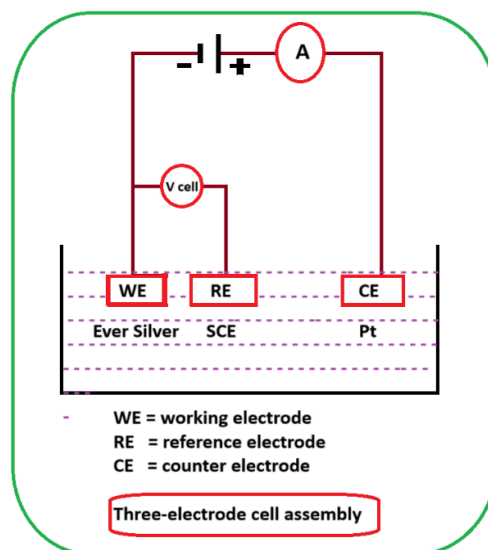 - +
A
V cell
WE RE CE
Ever Silver SCE Pt
WE = working electrode
RE = reference electrode
CE = counter electrode
Three-electrode cell assembly